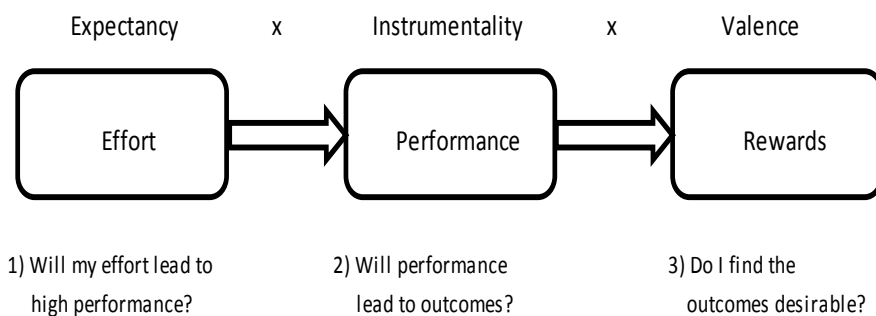 Expectancy x Instrumentality x Valence
Effort Performance Rewards
1) Will my effort lead to
high performance?
2) Will performance
lead to outcomes?
3) Do I find the
outcomes desirable?